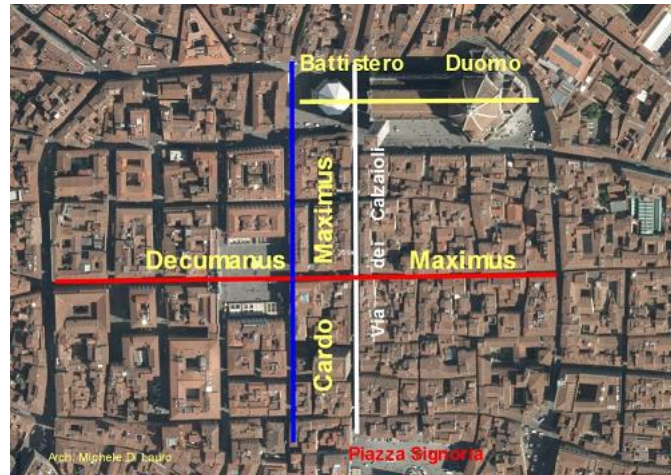 Battistero Duomo
Cardo Maximus
Via dei Calzaioli
Decumanus Maximus
Arch. Michele Di Lauro
Piazza Signoria